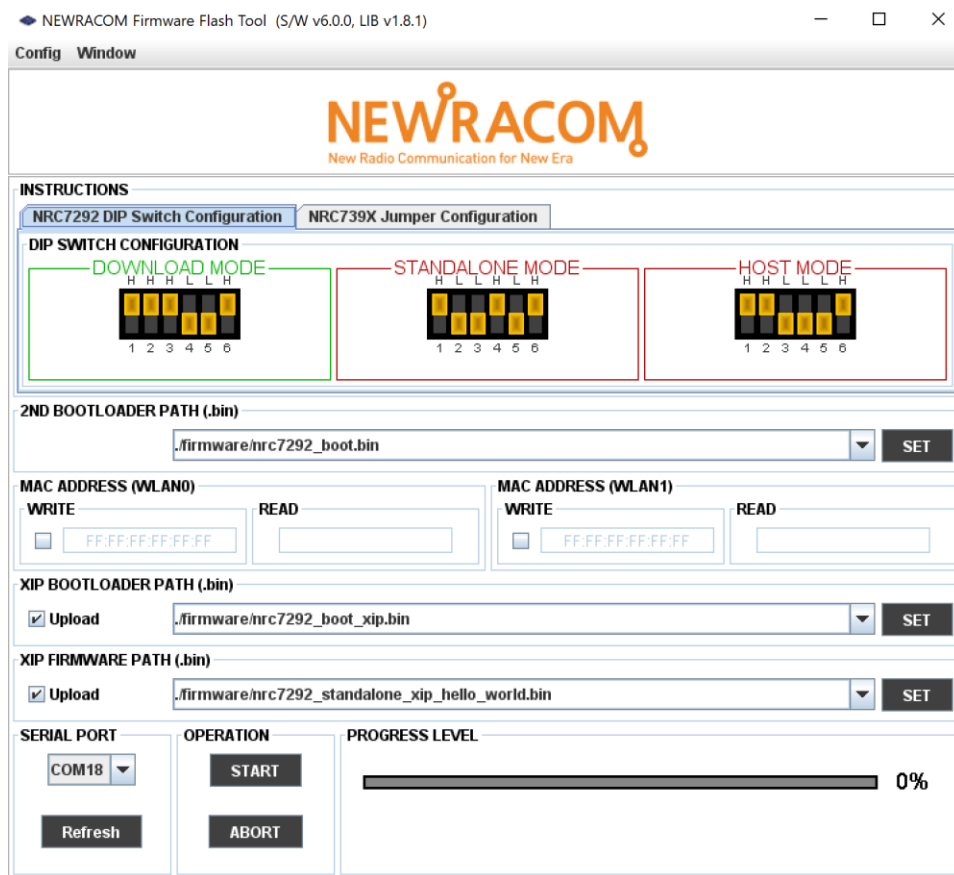 NEWRACOM Firmware Flash Tool (S/W v6.0.0, LIB v1.8.1)
Config Window
NEWRACOM
New Radio Communication for New Era
INSTRUCTIONS
NRC7292 DIP Switch Configuration NRC739X Jumper Configuration
DIP SWITCH CONFIGURATION
DOWNLOAD MODE STANDALONE MODE HOST MODE
H H H L L H H L L H L H H H L L L H
1 2 3 4 5 6 1 2 3 4 5 6 1 2 3 4 5 6
2ND BOOTLOADER PATH (.bin)
./firmware/nrc7292_boot.bin SET
MAC ADDRESS (WLAN0) MAC ADDRESS (WLAN1)
WRITE READ WRITE READ
FF:FF:FF:FF:FF:FF FF:FF:FF:FF:FF:FF
XIP BOOTLOADER PATH (.bin)
Upload ./firmware/nrc7292_boot_xip.bin SET
XIP FIRMWARE PATH (.bin)
Upload ./firmware/nrc7292_standalone_xip_hello_world.bin SET
SERIAL PORT OPERATION PROGRESS LEVEL
COM18 START 0%
Refresh ABORT